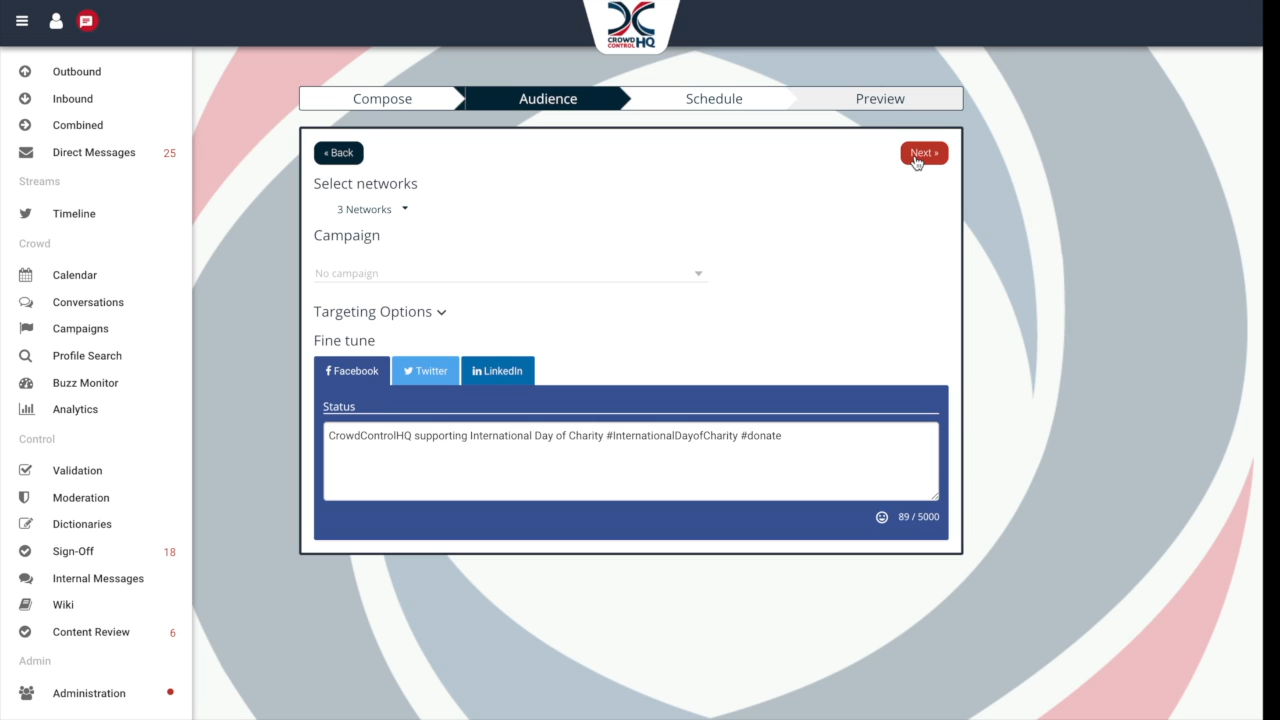 CROWD
CONTROL HQ
Outbound
Inbound
Combined
Direct Messages 25
Streams
Timeline
Crowd
Calendar
Conversations
Campaigns
Profile Search
Buzz Monitor
Analytics
Control
Validation
Moderation
Dictionaries
Sign-Off 18
Internal Messages
Wiki
Content Review 6
Admin
Administration
Compose Audience Schedule Preview
« Back Next »
Select networks
3 Networks
Campaign
No campaign
Targeting Options
Fine tune
Facebook Twitter LinkedIn
Status
CrowdControlHQ supporting International Day of Charity #InternationalDayofCharity #donate
89 / 5000